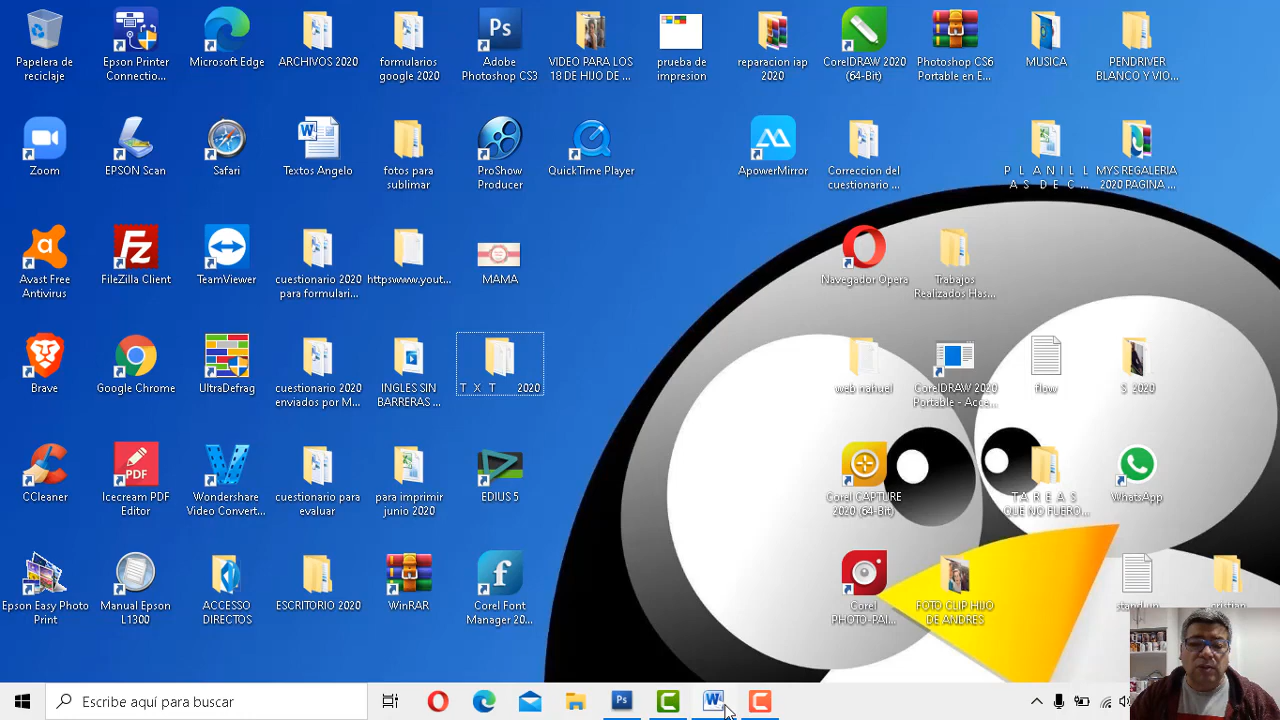 Papelera de
reciclaje
Epson Printer
Connectio...
Microsoft Edge
ARCHIVOS 2020
formularios
google 2020
Ps
Adobe
Photoshop CS3
VIDEO PARA LOS
18 DE HIJO DE ...
prueba de
impresion
reparacion iap
2020
CorelDRAW 2020
(64-Bit)
Photoshop CS6
Portable en E...
MUSICA
PENDRIVER
BLANCO Y VIO...
Zoom
EPSON Scan
Safari
Textos Angelo
fotos para
sublimar
ProShow
Producer
QuickTime Player
ApowerMirror
Correccion del
cuestionario ...
P L A N I L L
A S D E C ...
MYS REGALERIA
2020 PAGINA ...
Avast Free
Antivirus
FileZilla Client
TeamViewer
cuestionario 2020
para formulari...
httpswww.yout...
MAMA
Navegador Opera
Trabajos
Realizados Has...
Brave
Google Chrome
UltraDefrag
cuestionario 2020
enviados por M...
INGLES SIN
BARRERAS ...
T X T 2020
web nahuel
CorelDRAW 2020
Portable - Acce...
flow
S 2020
CCleaner
PDF
Icecream PDF
Editor
Wondershare
Video Convert...
cuestionario para
evaluar
para imprimir
junio 2020
EDIUS 5
Corel CAPTURE
2020 (64-Bit)
T A R E A S
QUE NO FUERO...
WhatsApp
Epson Easy Photo
Print
Manual Epson
L1300
ACCESSO
DIRECTOS
ESCRITORIO 2020
WinRAR
Corel Font
Manager 20...
Corel
PHOTO-PAI...
FOTO CLIP HIJO
DE ANDRES
stand up
cristian
Escribe aquí para buscar
Ps
W